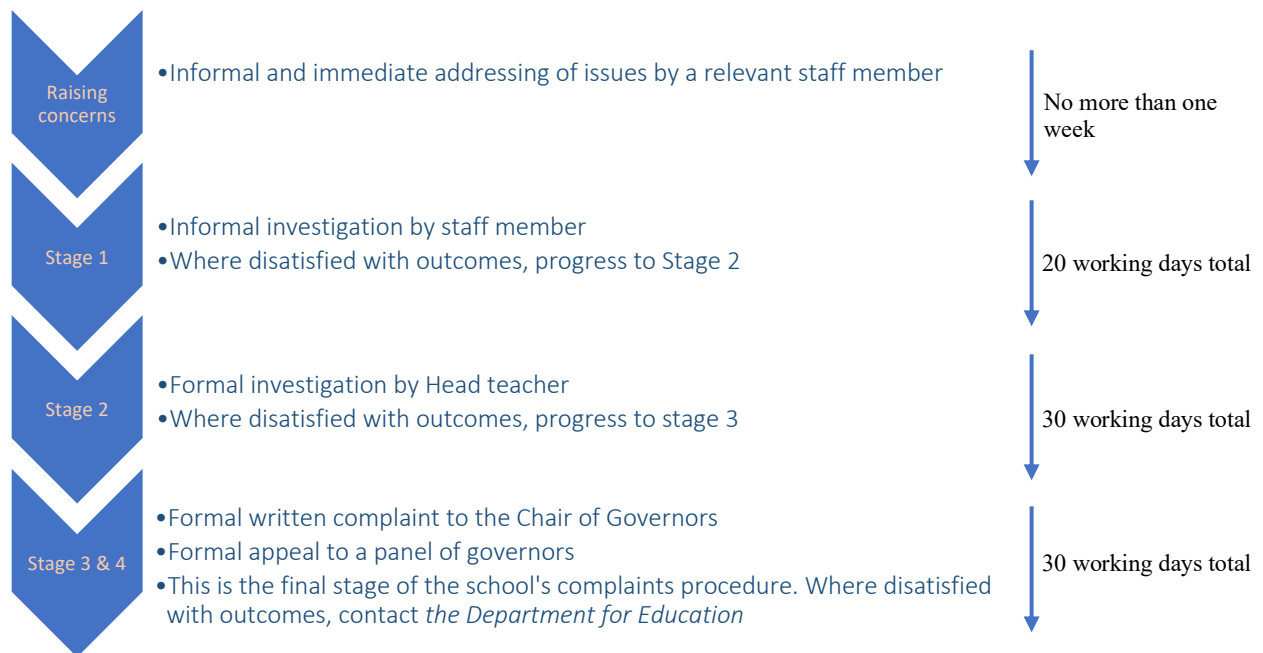 Raising
concerns
•Informal and immediate addressing of issues by a relevant staff member
No more than one
week
Stage 1
•Informal investigation by staff member
•Where disatisfied with outcomes, progress to Stage 2
20 working days total
Stage 2
•Formal investigation by Head teacher
•Where disatisfied with outcomes, progress to stage 3
30 working days total
Stage 3 & 4
•Formal written complaint to the Chair of Governors
•Formal appeal to a panel of governors
•This is the final stage of the school's complaints procedure. Where disatisfied
with outcomes, contact the Department for Education
30 working days total